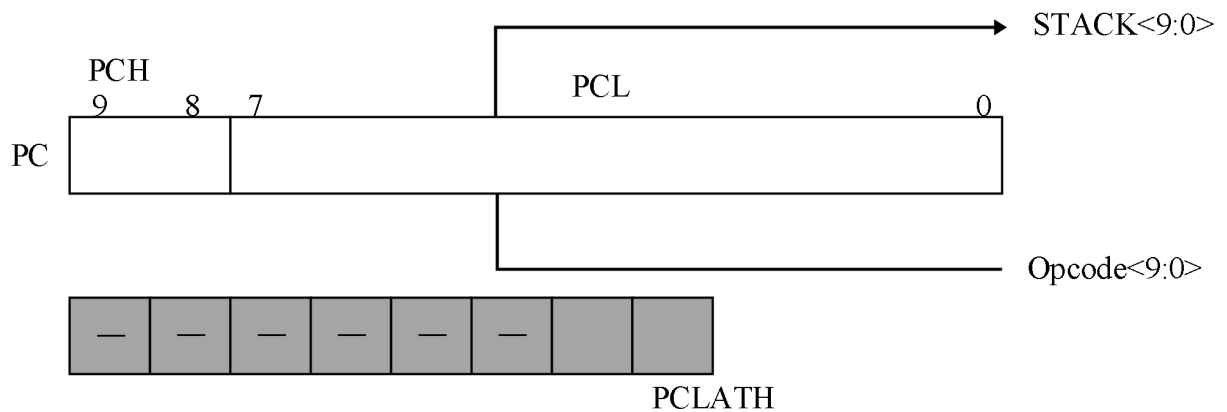 STACK<9:0>
PCH
PCL
9 8 7 0
PC
Opcode<9:0>
— — — — — —
PCLATH